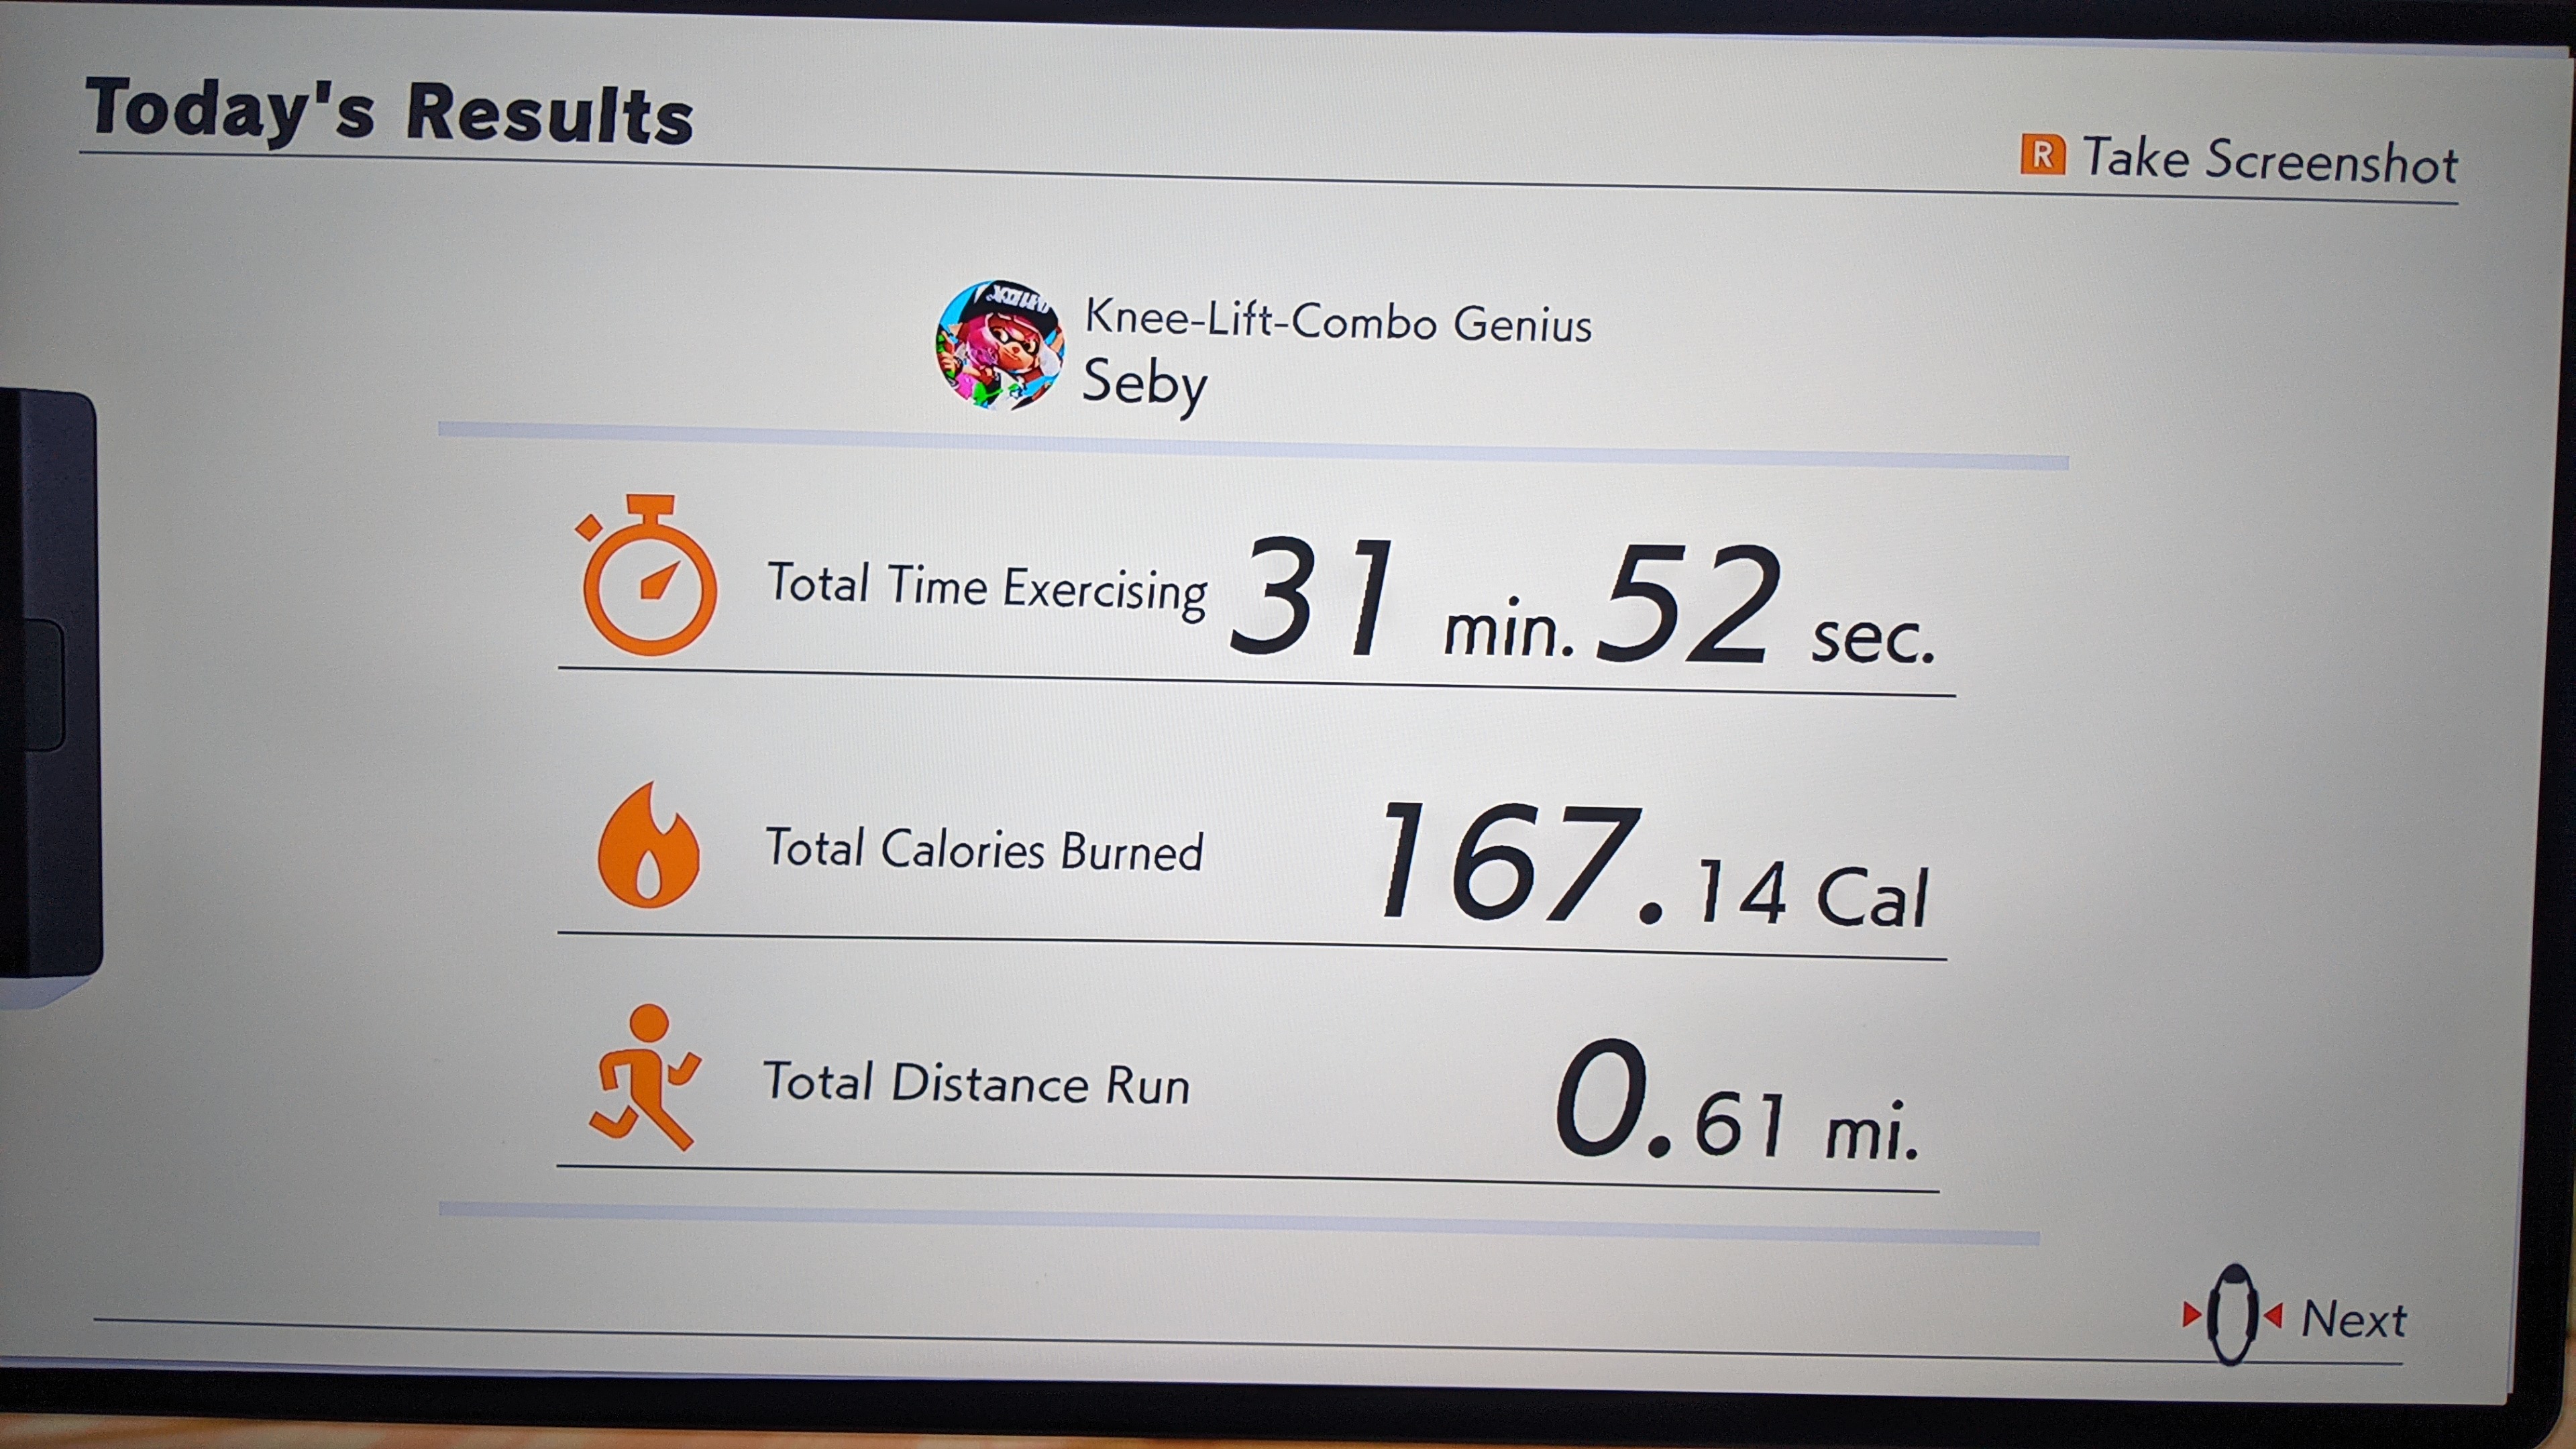 Today's Results
R Take Screenshot
Knee-Lift-Combo Genius
Seby
Total Time Exercising 31 min. 52 sec.
Total Calories Burned 167.14 Cal
Total Distance Run 0.61 mi.
Next